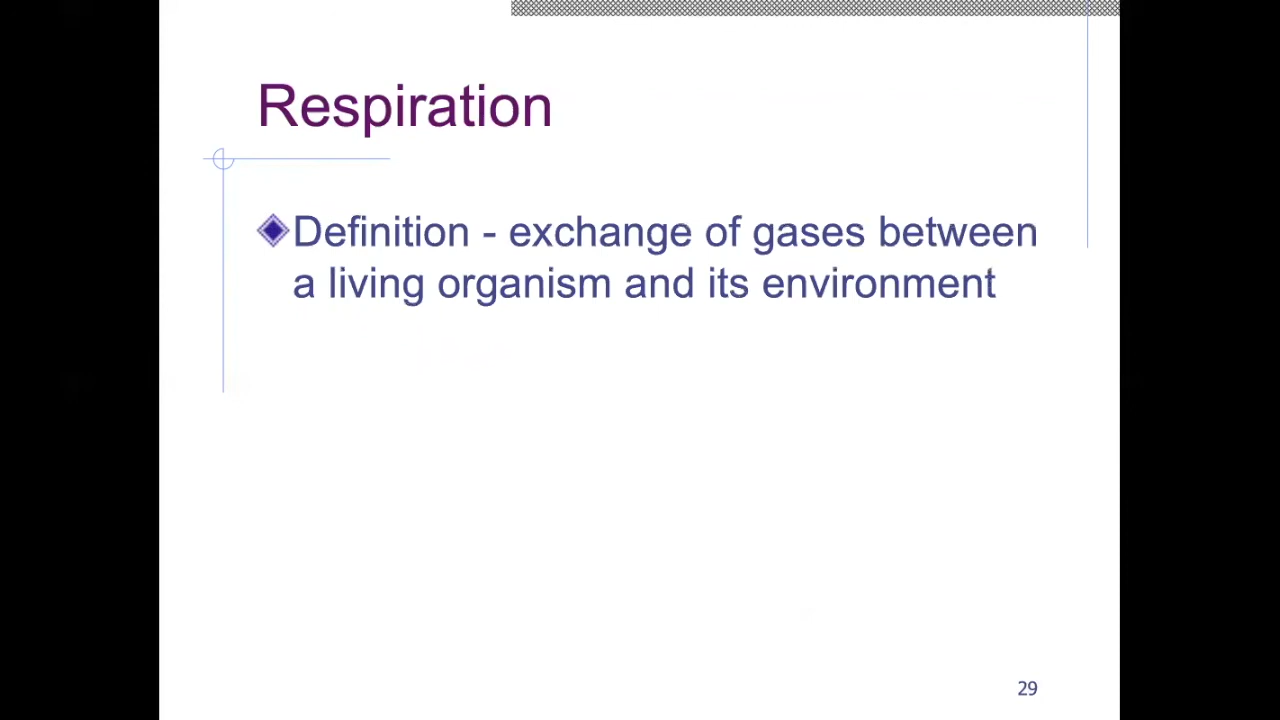 Respiration
Definition - exchange of gases between
a living organism and its environment
29